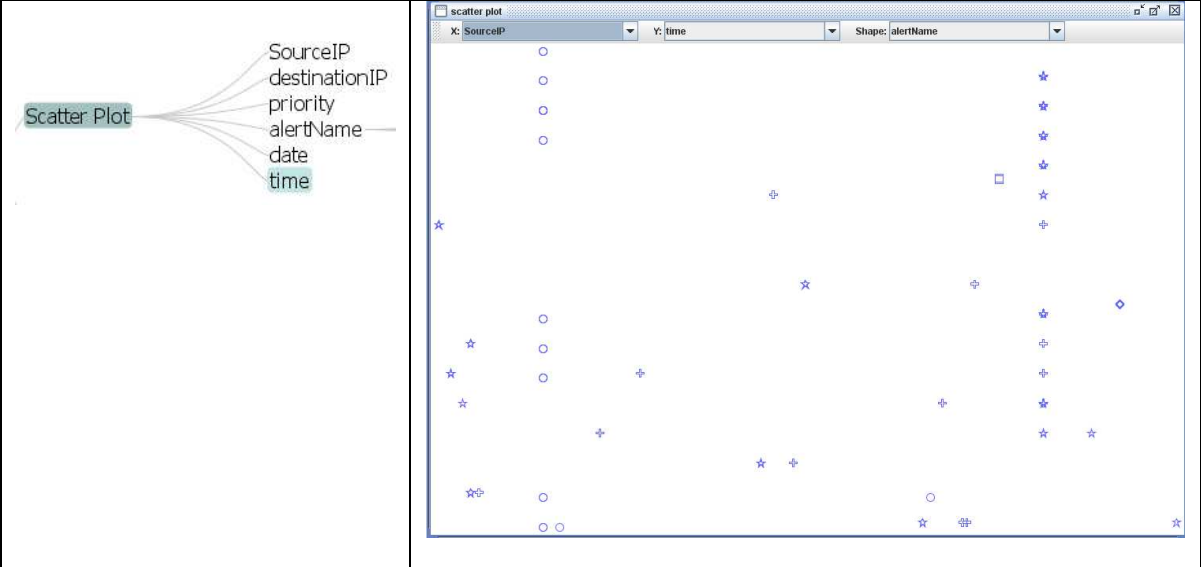 Scatter Plot
SourceIP
destinationIP
priority
alertName
date
time
scatter plot
X: SourceIP Y: time Shape: alertName